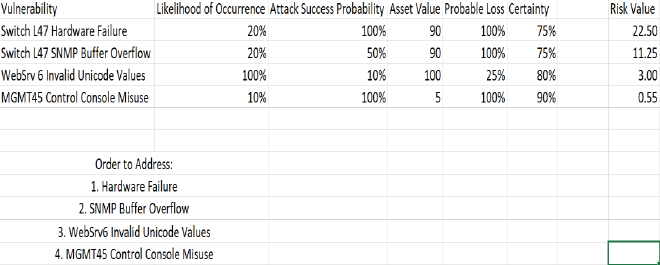 Vulnerability Likelihood of Occurrence Attack Success Probability Asset Value Probable Loss Certainty Risk Value
Switch L47 Hardware Failure 20% 100% 90 100% 75% 22.50
Switch L47 SNMP Buffer Overflow 20% 50% 90 100% 75% 11.25
WebSrv 6 Invalid Unicode Values 100% 10% 100 25% 80% 3.00
MGMT45 Control Console Misuse 10% 100% 5 100% 90% 0.55
Order to Address:
1. Hardware Failure
2. SNMP Buffer Overflow
3. WebSrv6 Invalid Unicode Values
4. MGMT45 Control Console Misuse